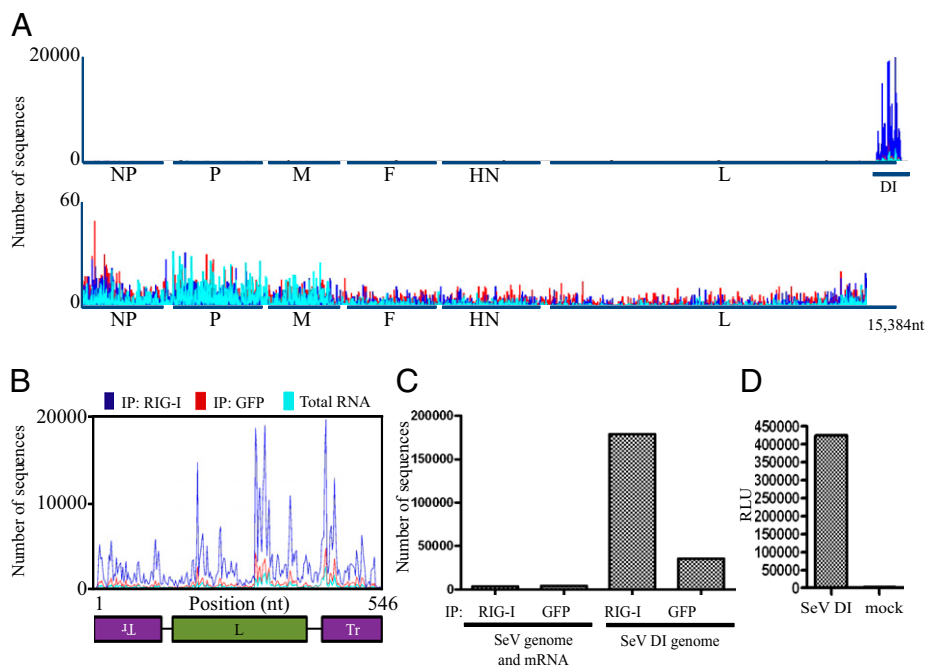 A
20000
0
Number of sequences
NP P M F HN L
DI
60
0
NP P M F HN L
15,384nt
B
IP: RIG-I IP: GFP Total RNA
20000
10000
0
Number of sequences
1 Position (nt) 546
Tr L Tr
C
200000
150000
100000
50000
0
Number of sequences
IP: RIG-I GFP RIG-I GFP
SeV genome
and mRNA
SeV DI genome
D
450000
400000
350000
300000
250000
200000
150000
100000
50000
0
RLU
SeV DI mock